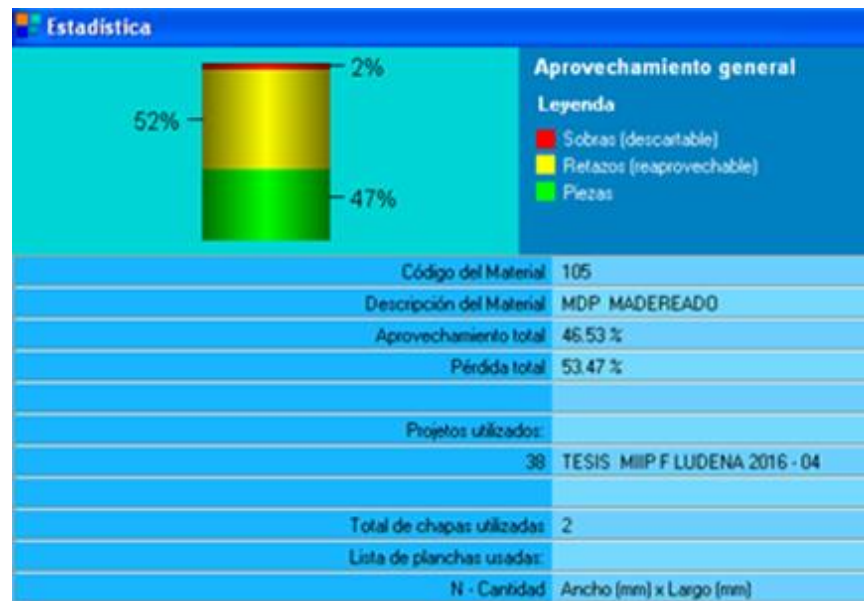 Estadística
2%
52%
47%
Aprovechamiento general
Leyenda
Sobras (descartable)
Retazos (reaprovechable)
Piezas
Código del Material 105
Descripción del Material MDP MADEREADO
Aprovechamiento total 46.53 %
Pérdida total 53.47 %
Projetos utilizados:
38 TESIS MIIP F LUDENA 2016 - 04
Total de chapas utilizadas 2
Lista de planchas usadas:
N - Cantidad Ancho (mm) x Largo (mm)